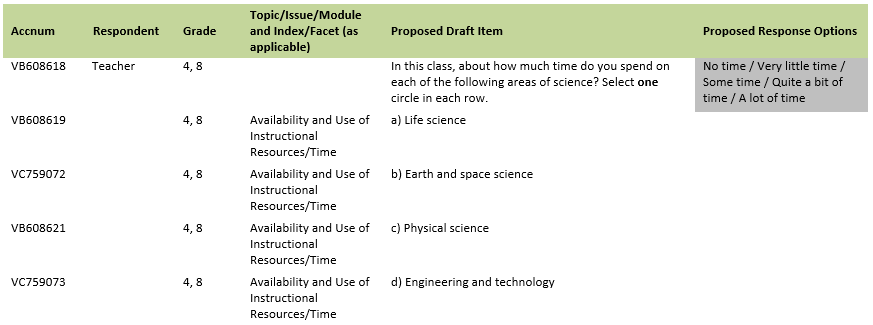 Accnum Respondent Grade Topic/Issue/Module and Index/Facet (as applicable) Proposed Draft Item Proposed Response Options
VB608618 Teacher 4, 8 In this class, about how much time do you spend on each of the following areas of science? Select one circle in each row. No time / Very little time / Some time / Quite a bit of time / A lot of time
VB608619 4, 8 Availability and Use of Instructional Resources/Time a) Life science
VC759072 4, 8 Availability and Use of Instructional Resources/Time b) Earth and space science
VB608621 4, 8 Availability and Use of Instructional Resources/Time c) Physical science
VC759073 4, 8 Availability and Use of Instructional Resources/Time d) Engineering and technology